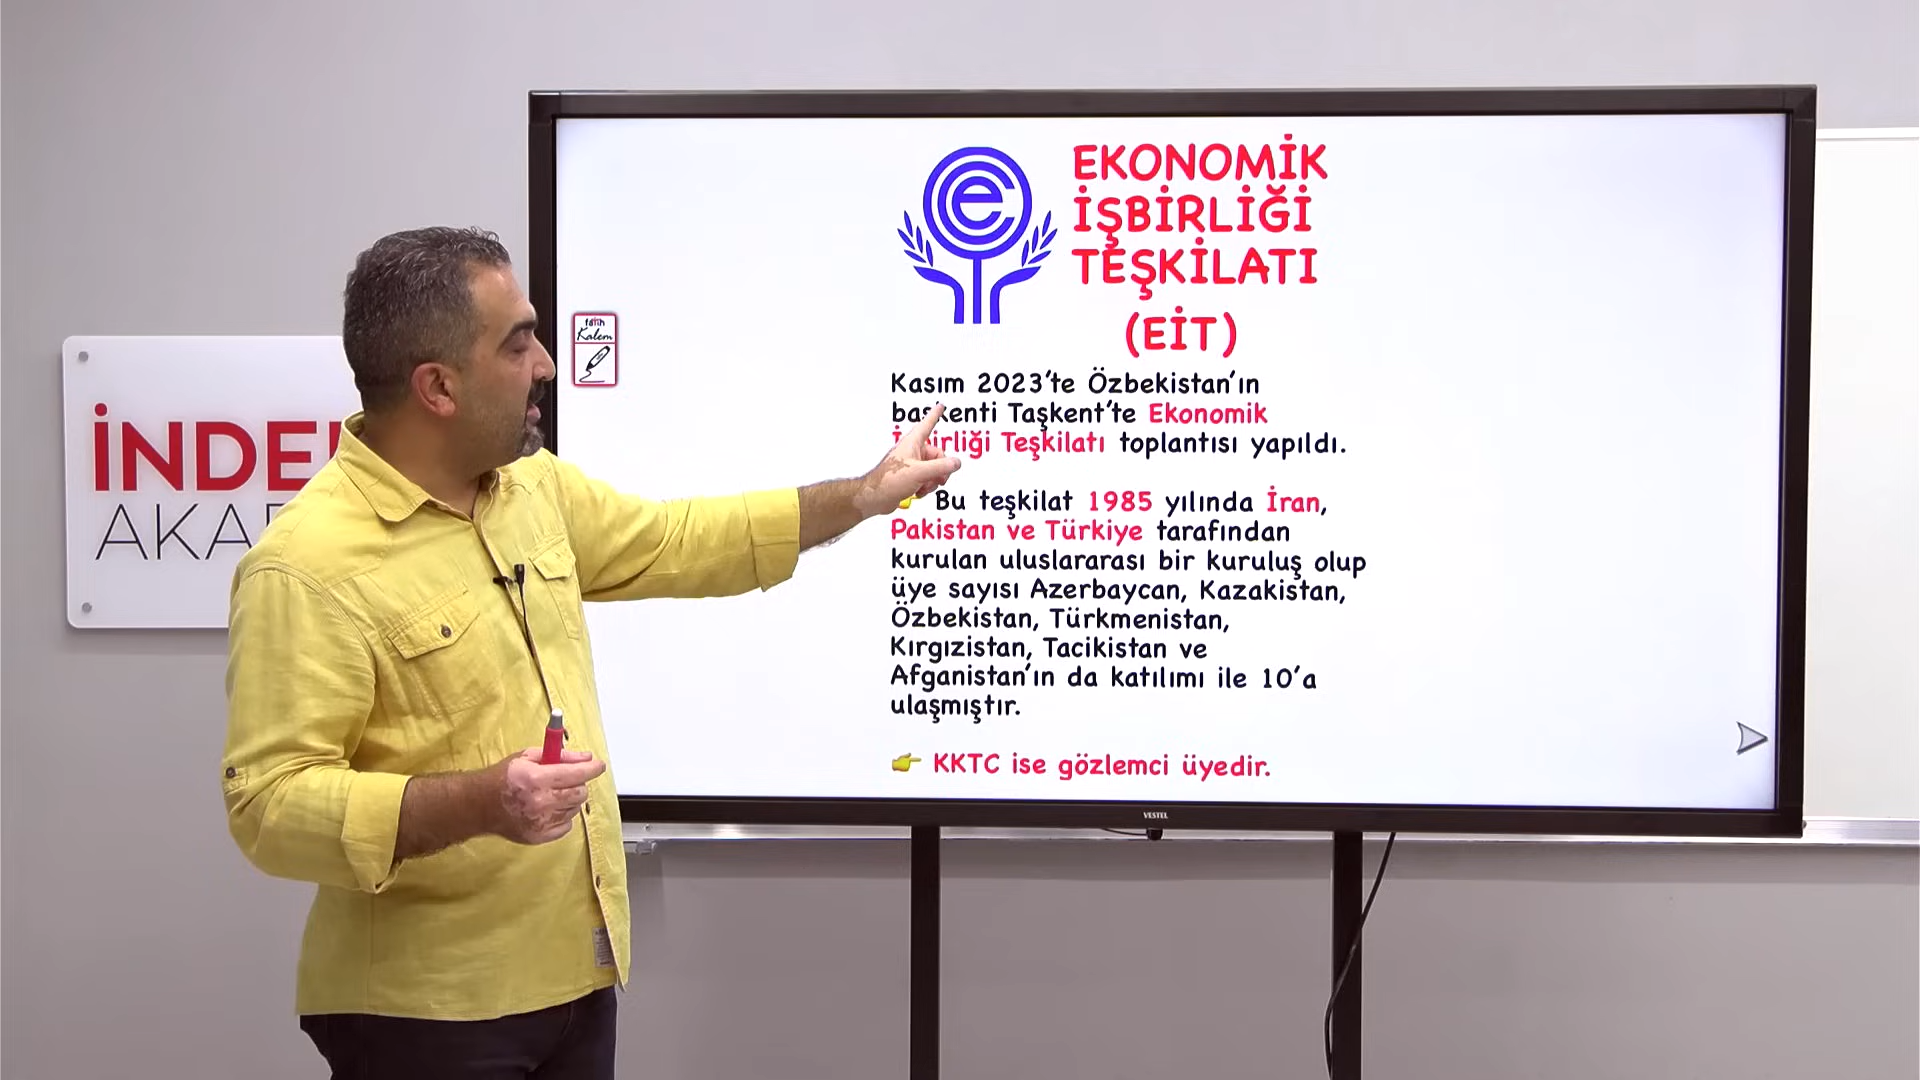 EKONOMİK
İŞBİRLİĞİ
TEŞKİLATI
(EİT)
Kasım 2023'te Özbekistan'ın
başkenti Taşkent'te Ekonomik
İşbirliği Teşkilatı toplantısı yapıldı.
👉 Bu teşkilat 1985 yılında İran,
Pakistan ve Türkiye tarafından
kurulan uluslararası bir kuruluş olup
üye sayısı Azerbaycan, Kazakistan,
Özbekistan, Türkmenistan,
Kırgızistan, Tacikistan ve
Afganistan'ın da katılımı ile 10'a
ulaşmıştır.
👉 KKTC ise gözlemci üyedir.
fatih
Kalem
İNDE
AKA
VESTEL